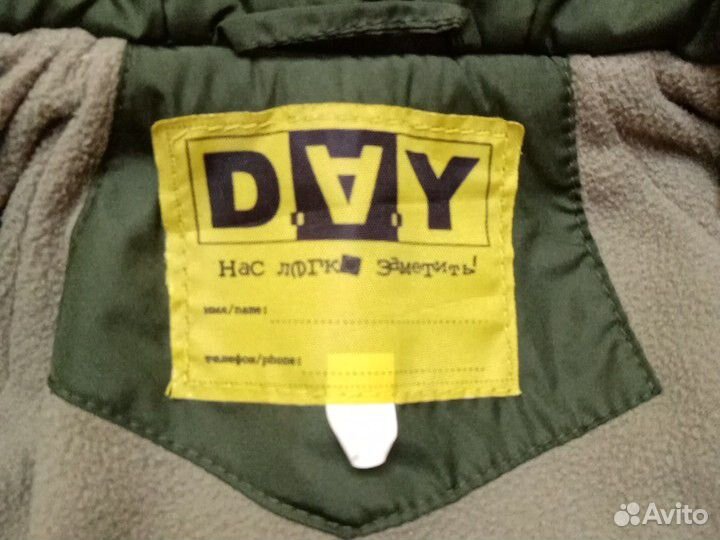 DAY
Нас легко заметить!
имя/name:
телефон/phone:
Avito